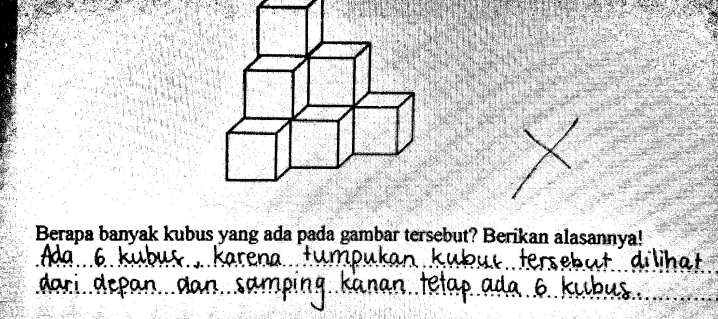 Berapa banyak kubus yang ada pada gambar tersebut? Berikan alasannya!
Ada 6 kubus, karena tumpukan kubus tersebut dilihat
dari depan dan samping kanan tetap ada 6 kubus.